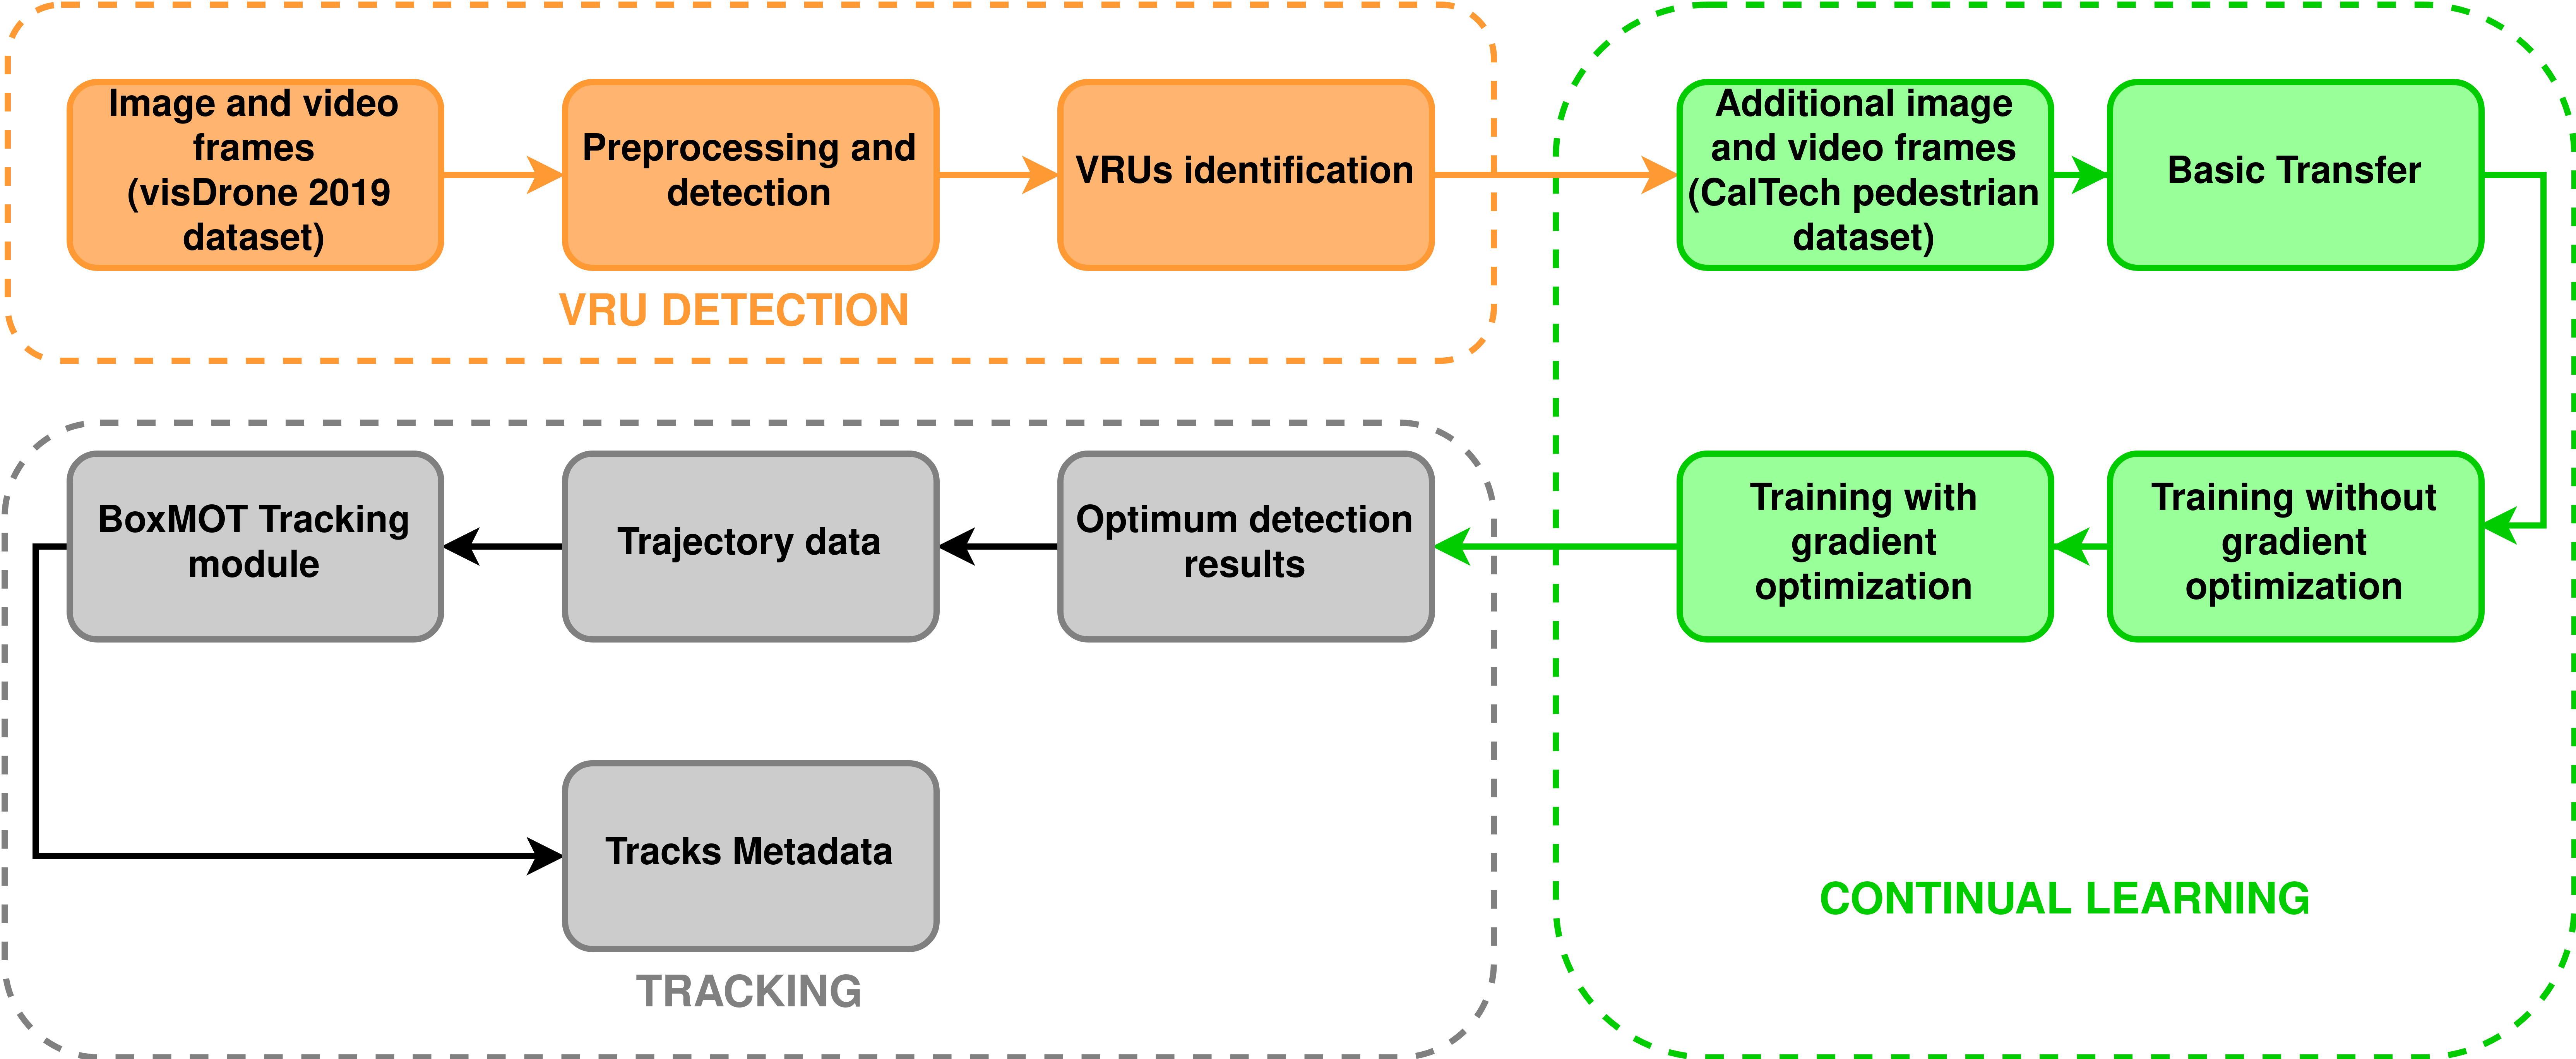 Image and video
frames
(visDrone 2019
dataset)
Preprocessing and
detection
VRUs identification
VRU DETECTION
Additional image
and video frames
(CalTech pedestrian
dataset)
Basic Transfer
Training without
gradient
optimization
Training with
gradient
optimization
CONTINUAL LEARNING
Optimum detection
results
Trajectory data
BoxMOT Tracking
module
Tracks Metadata
TRACKING